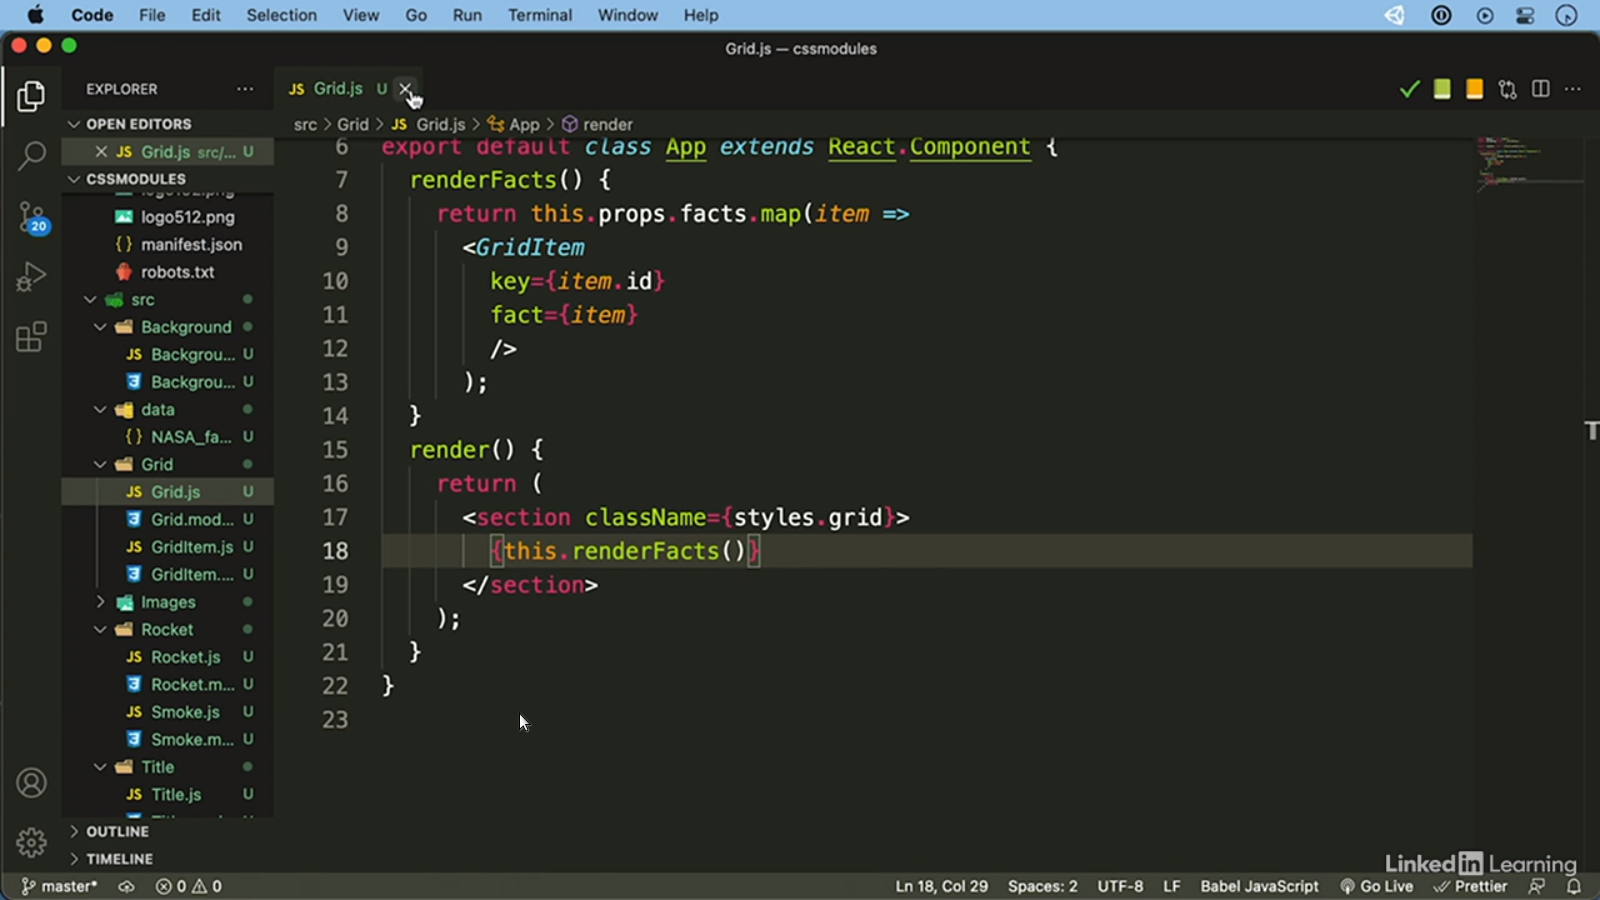 Code File Edit Selection View Go Run Terminal Window Help
Grid.js — cssmodules
EXPLORER
JS Grid.js U
OPEN EDITORS
src > Grid > JS Grid.js > App > render
JS Grid.js src/... U
CSSMODULES
logo512.png
{} manifest.json
robots.txt
src
Background
JS Backgrou... U
Backgrou... U
data
{} NASA_fa... U
Grid
JS Grid.js U
Grid.mod... U
JS GridItem.js U
GridItem.... U
Images
Rocket
JS Rocket.js U
Rocket.m... U
JS Smoke.js U
Smoke.m... U
Title
JS Title.js U
OUTLINE
TIMELINE
20
6 export default class App extends React.Component {
7 renderFacts() {
8 return this.props.facts.map(item =>
9 <GridItem
10 key={item.id}
11 fact={item}
12 />
13 );
14 }
15 render() {
16 return (
17 <section className={styles.grid}>
18 {this.renderFacts()}
19 </section>
20 );
21 }
22 }
23
T
LinkedIn Learning
master* 0 0 Ln 18, Col 29 Spaces: 2 UTF-8 LF Babel JavaScript Go Live Prettier